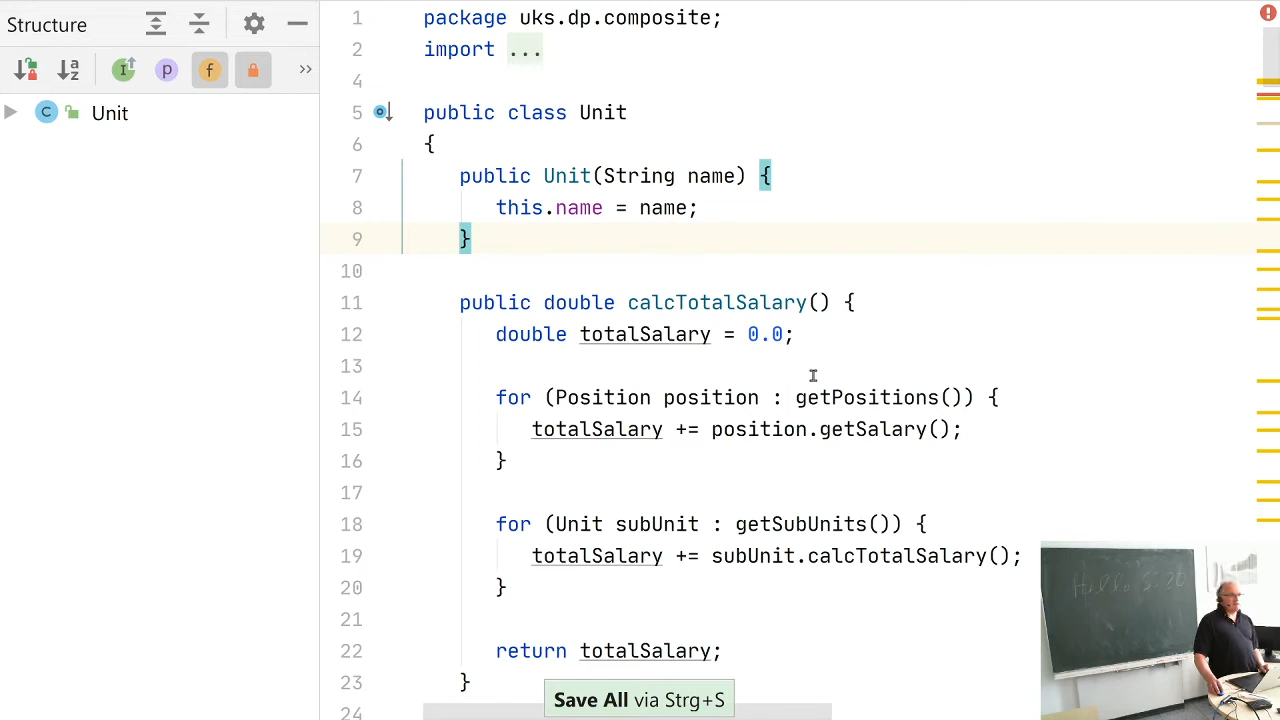 Structure
Unit
1 package uks.dp.composite;
2 import ...
4
5 public class Unit
6 {
7 public Unit(String name) {
8 this.name = name;
9 }
10
11 public double calcTotalSalary() {
12 double totalSalary = 0.0;
13
14 for (Position position : getPositions()) {
15 totalSalary += position.getSalary();
16 }
17
18 for (Unit subUnit : getSubUnits()) {
19 totalSalary += subUnit.calcTotalSalary();
20 }
21
22 return totalSalary;
23 }
24
Save All via Strg+S
Hello